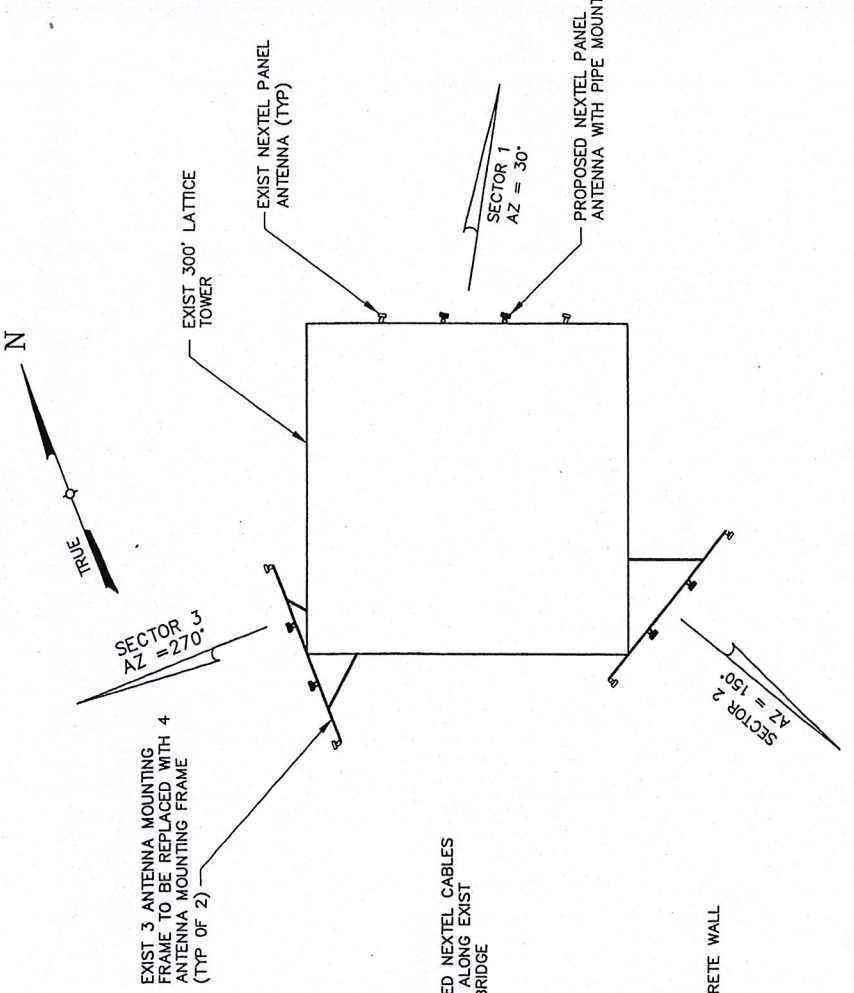 N
TRUE
EXIST NEXTEL PANEL
ANTENNA (TYP)
EXIST 300' LATTICE
TOWER
SECTOR 1
AZ = 30°
PROPOSED NEXTEL PANEL
ANTENNA WITH PIPE MOUNT
SECTOR 3
AZ =270°
EXIST 3 ANTENNA MOUNTING
FRAME TO BE REPLACED WITH 4
ANTENNA MOUNTING FRAME
(TYP OF 2)
SECTOR 2
AZ = 150°
ED NEXTEL CABLES
ALONG EXIST
BRIDGE
RETE WALL